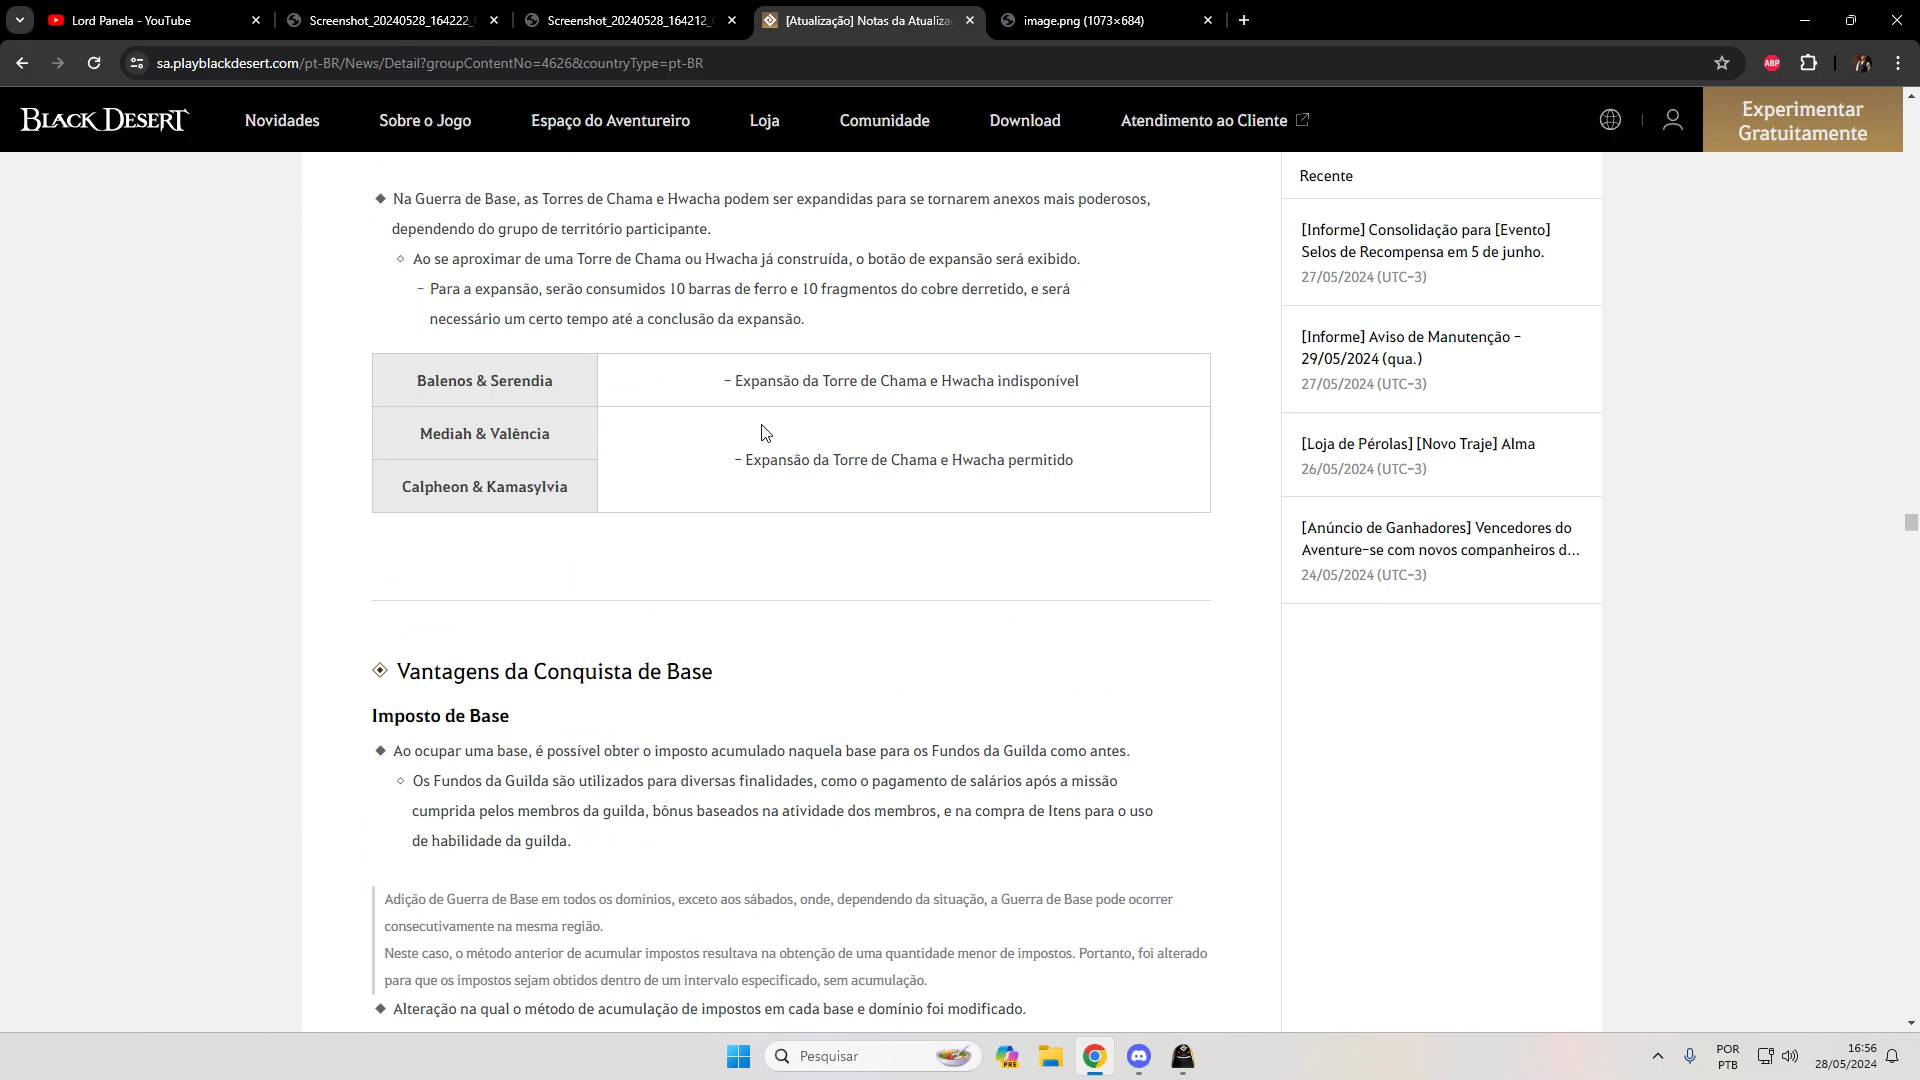 Lord Panela - YouTube
Screenshot_20240528_164222_
Screenshot_20240528_164212_
[Atualização] Notas da Atualiza
image.png (1073×684)
sa.playblackdesert.com/pt-BR/News/Detail?groupContentNo=4626&countryType=pt-BR
ABP
BLACK DESERT
Novidades
Sobre o Jogo
Espaço do Aventureiro
Loja
Comunidade
Download
Atendimento ao Cliente
Experimentar
Gratuitamente
Na Guerra de Base, as Torres de Chama e Hwacha podem ser expandidas para se tornarem anexos mais poderosos,
dependendo do grupo de território participante.
Ao se aproximar de uma Torre de Chama ou Hwacha já construída, o botão de expansão será exibido.
- Para a expansão, serão consumidos 10 barras de ferro e 10 fragmentos do cobre derretido, e será
necessário um certo tempo até a conclusão da expansão.
Balenos & Serendia
- Expansão da Torre de Chama e Hwacha indisponível
Mediah & Valência
- Expansão da Torre de Chama e Hwacha permitido
Calpheon & Kamasylvia
Vantagens da Conquista de Base
Imposto de Base
Ao ocupar uma base, é possível obter o imposto acumulado naquela base para os Fundos da Guilda como antes.
Os Fundos da Guilda são utilizados para diversas finalidades, como o pagamento de salários após a missão
cumprida pelos membros da guilda, bônus baseados na atividade dos membros, e na compra de Itens para o uso
de habilidade da guilda.
Adição de Guerra de Base em todos os domínios, exceto aos sábados, onde, dependendo da situação, a Guerra de Base pode ocorrer
consecutivamente na mesma região.
Neste caso, o método anterior de acumular impostos resultava na obtenção de uma quantidade menor de impostos. Portanto, foi alterado
para que os impostos sejam obtidos dentro de um intervalo especificado, sem acumulação.
Alteração na qual o método de acumulação de impostos em cada base e domínio foi modificado.
Recente
[Informe] Consolidação para [Evento]
Selos de Recompensa em 5 de junho.
27/05/2024 (UTC-3)
[Informe] Aviso de Manutenção -
29/05/2024 (qua.)
27/05/2024 (UTC-3)
[Loja de Pérolas] [Novo Traje] Alma
26/05/2024 (UTC-3)
[Anúncio de Ganhadores] Vencedores do
Aventure-se com novos companheiros d...
24/05/2024 (UTC-3)
Pesquisar
PRE
POR
PTB
16:56
28/05/2024